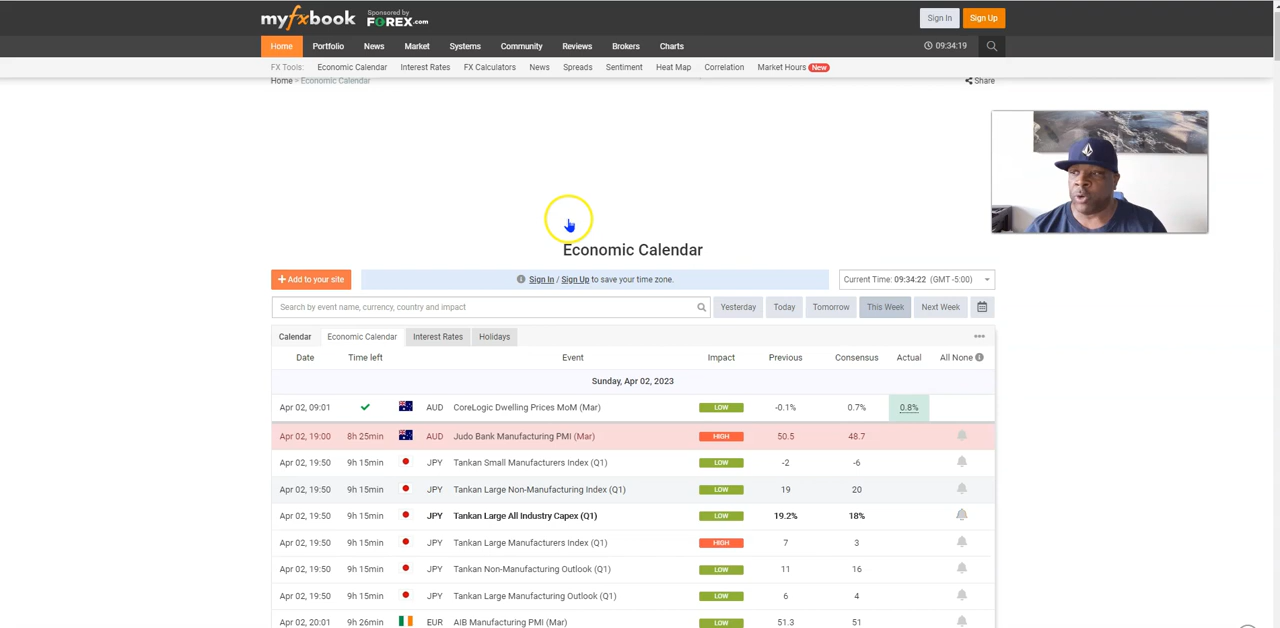 myfxbook Sponsored by FOREX.com
Sign In Sign Up
Home Portfolio News Market Systems Community Reviews Brokers Charts 09:34:19
FX Tools: Economic Calendar Interest Rates FX Calculators News Spreads Sentiment Heat Map Correlation Market Hours New
Home > Economic Calendar Share
Economic Calendar
+ Add to your site Sign In / Sign Up to save your time zone. Current Time: 09:34:22 (GMT -5:00)
Search by event name, currency, country and impact Yesterday Today Tomorrow This Week Next Week
Calendar Economic Calendar Interest Rates Holidays
Date Time left Event Impact Previous Consensus Actual All None
Sunday, Apr 02, 2023
Apr 02, 09:01 AUD CoreLogic Dwelling Prices MoM (Mar) LOW -0.1% 0.7% 0.8%
Apr 02, 19:00 8h 25min AUD Judo Bank Manufacturing PMI (Mar) HIGH 50.5 48.7
Apr 02, 19:50 9h 15min JPY Tankan Small Manufacturers Index (Q1) LOW -2 -6
Apr 02, 19:50 9h 15min JPY Tankan Large Non-Manufacturing Index (Q1) LOW 19 20
Apr 02, 19:50 9h 15min JPY Tankan Large All Industry Capex (Q1) LOW 19.2% 18%
Apr 02, 19:50 9h 15min JPY Tankan Large Manufacturers Index (Q1) HIGH 7 3
Apr 02, 19:50 9h 15min JPY Tankan Non-Manufacturing Outlook (Q1) LOW 11 16
Apr 02, 19:50 9h 15min JPY Tankan Large Manufacturing Outlook (Q1) LOW 6 4
Apr 02, 20:01 9h 26min EUR AIB Manufacturing PMI (Mar) LOW 51.3 51